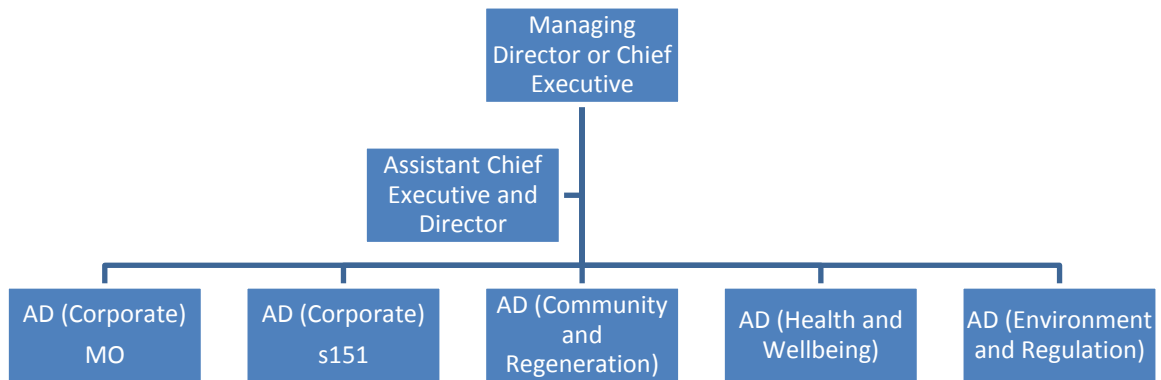 Managing
Director or Chief
Executive
Assistant Chief
Executive and
Director
AD (Corporate)
MO
AD (Corporate)
s151
AD (Community
and
Regeneration)
AD (Health and
Wellbeing)
AD (Environment
and Regulation)